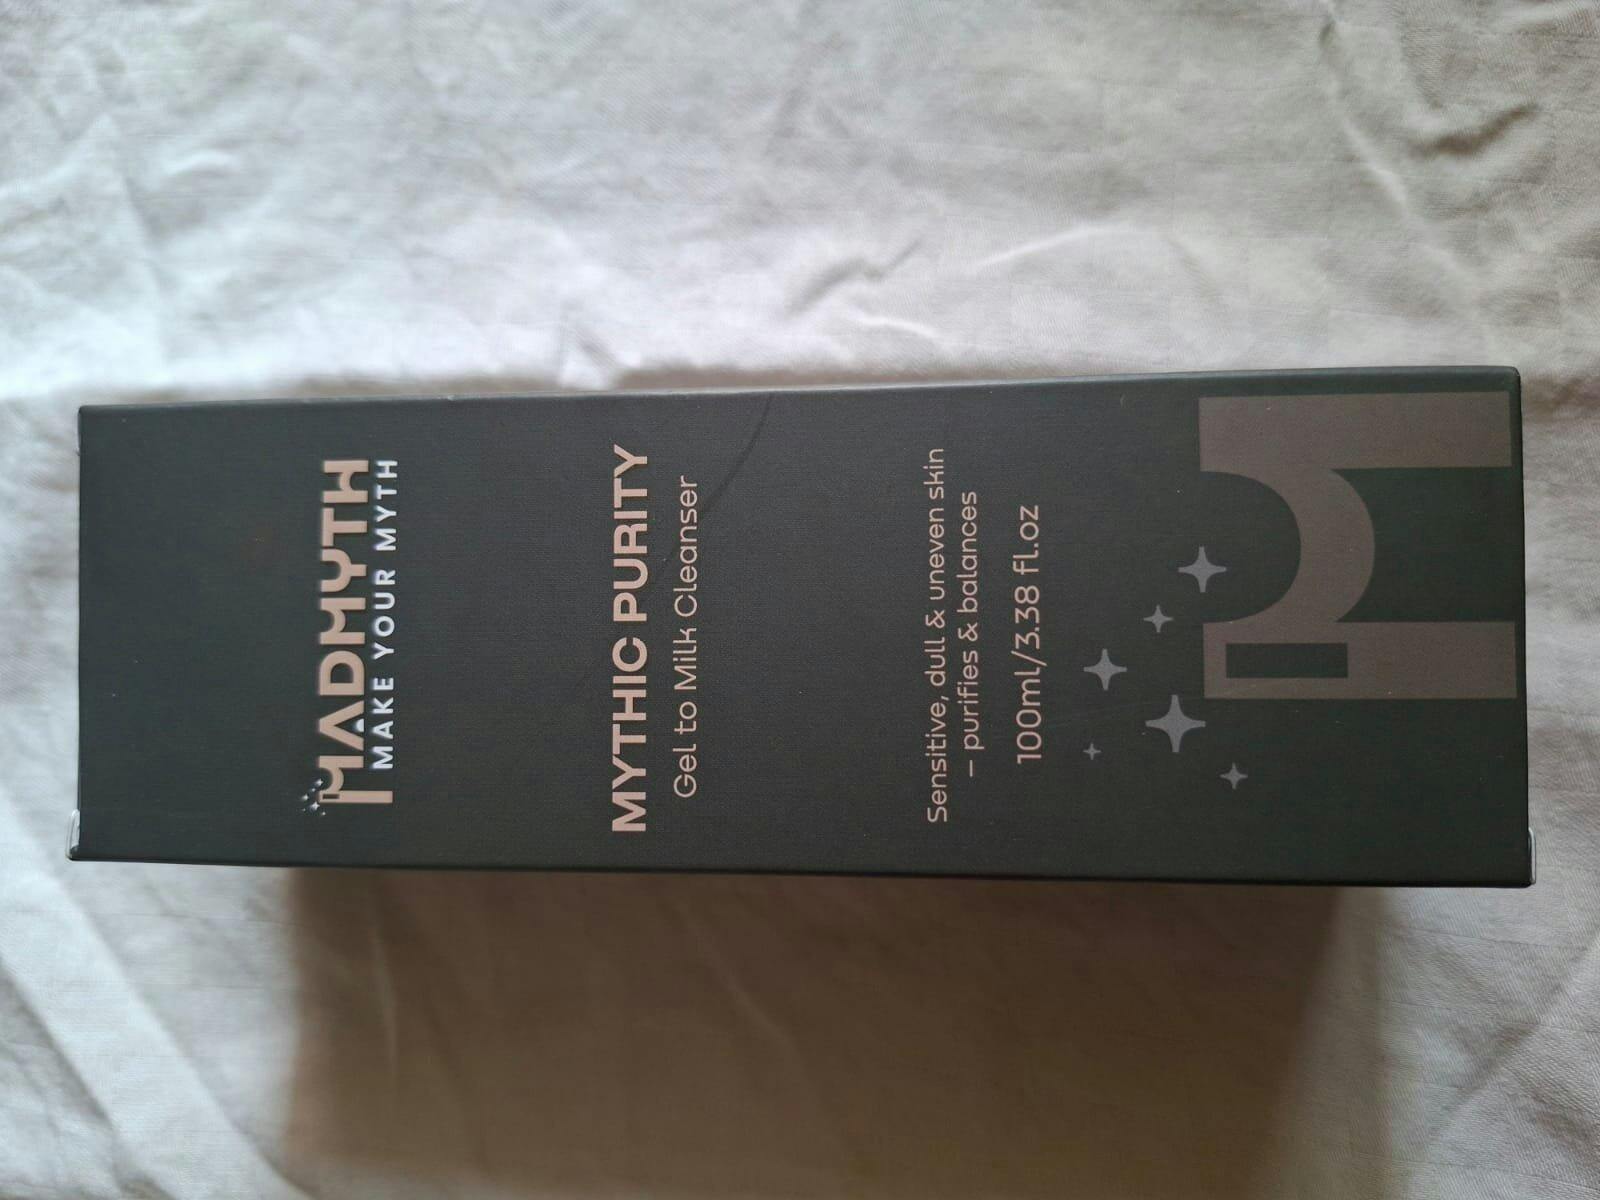 MADMYTH
MAKE YOUR MYTH
MYTHIC PURITY
Gel to Milk Cleanser
Sensitive, dull & uneven skin
– purifies & balances
100ml/3.38 fl.oz